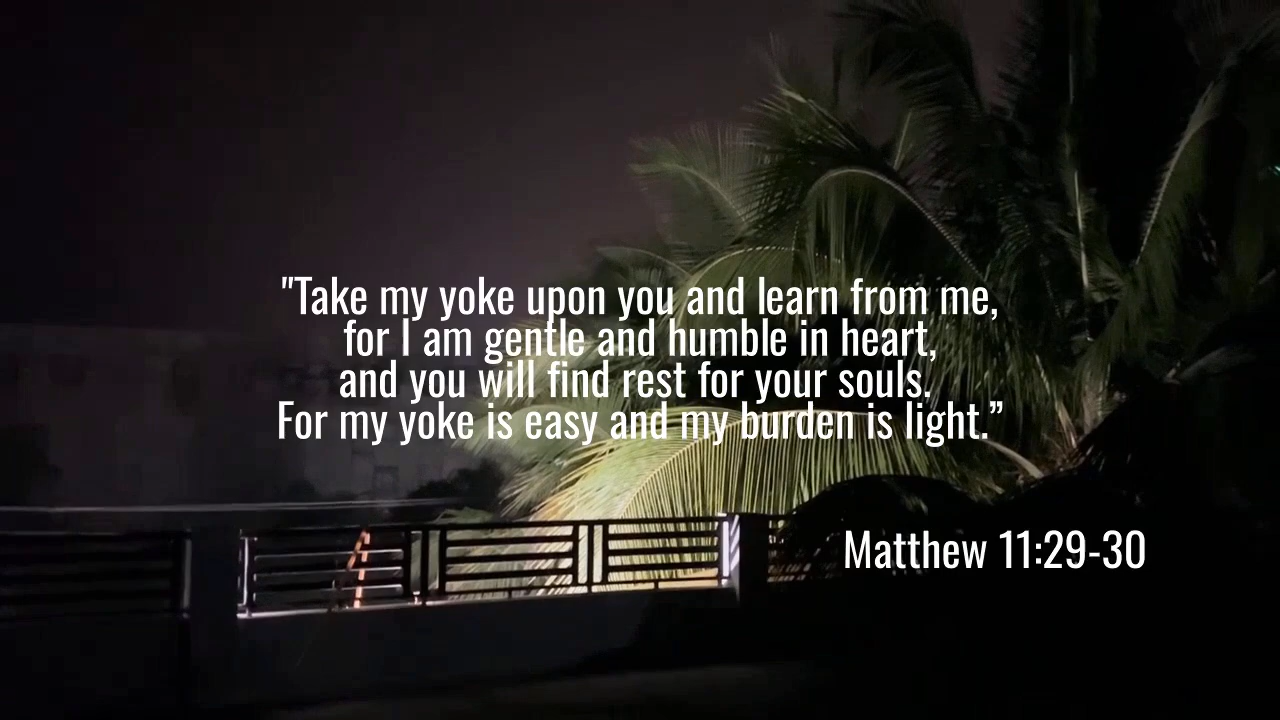 "Take my yoke upon you and learn from me,
for I am gentle and humble in heart,
and you will find rest for your souls.
For my yoke is easy and my burden is light.”
Matthew 11:29-30